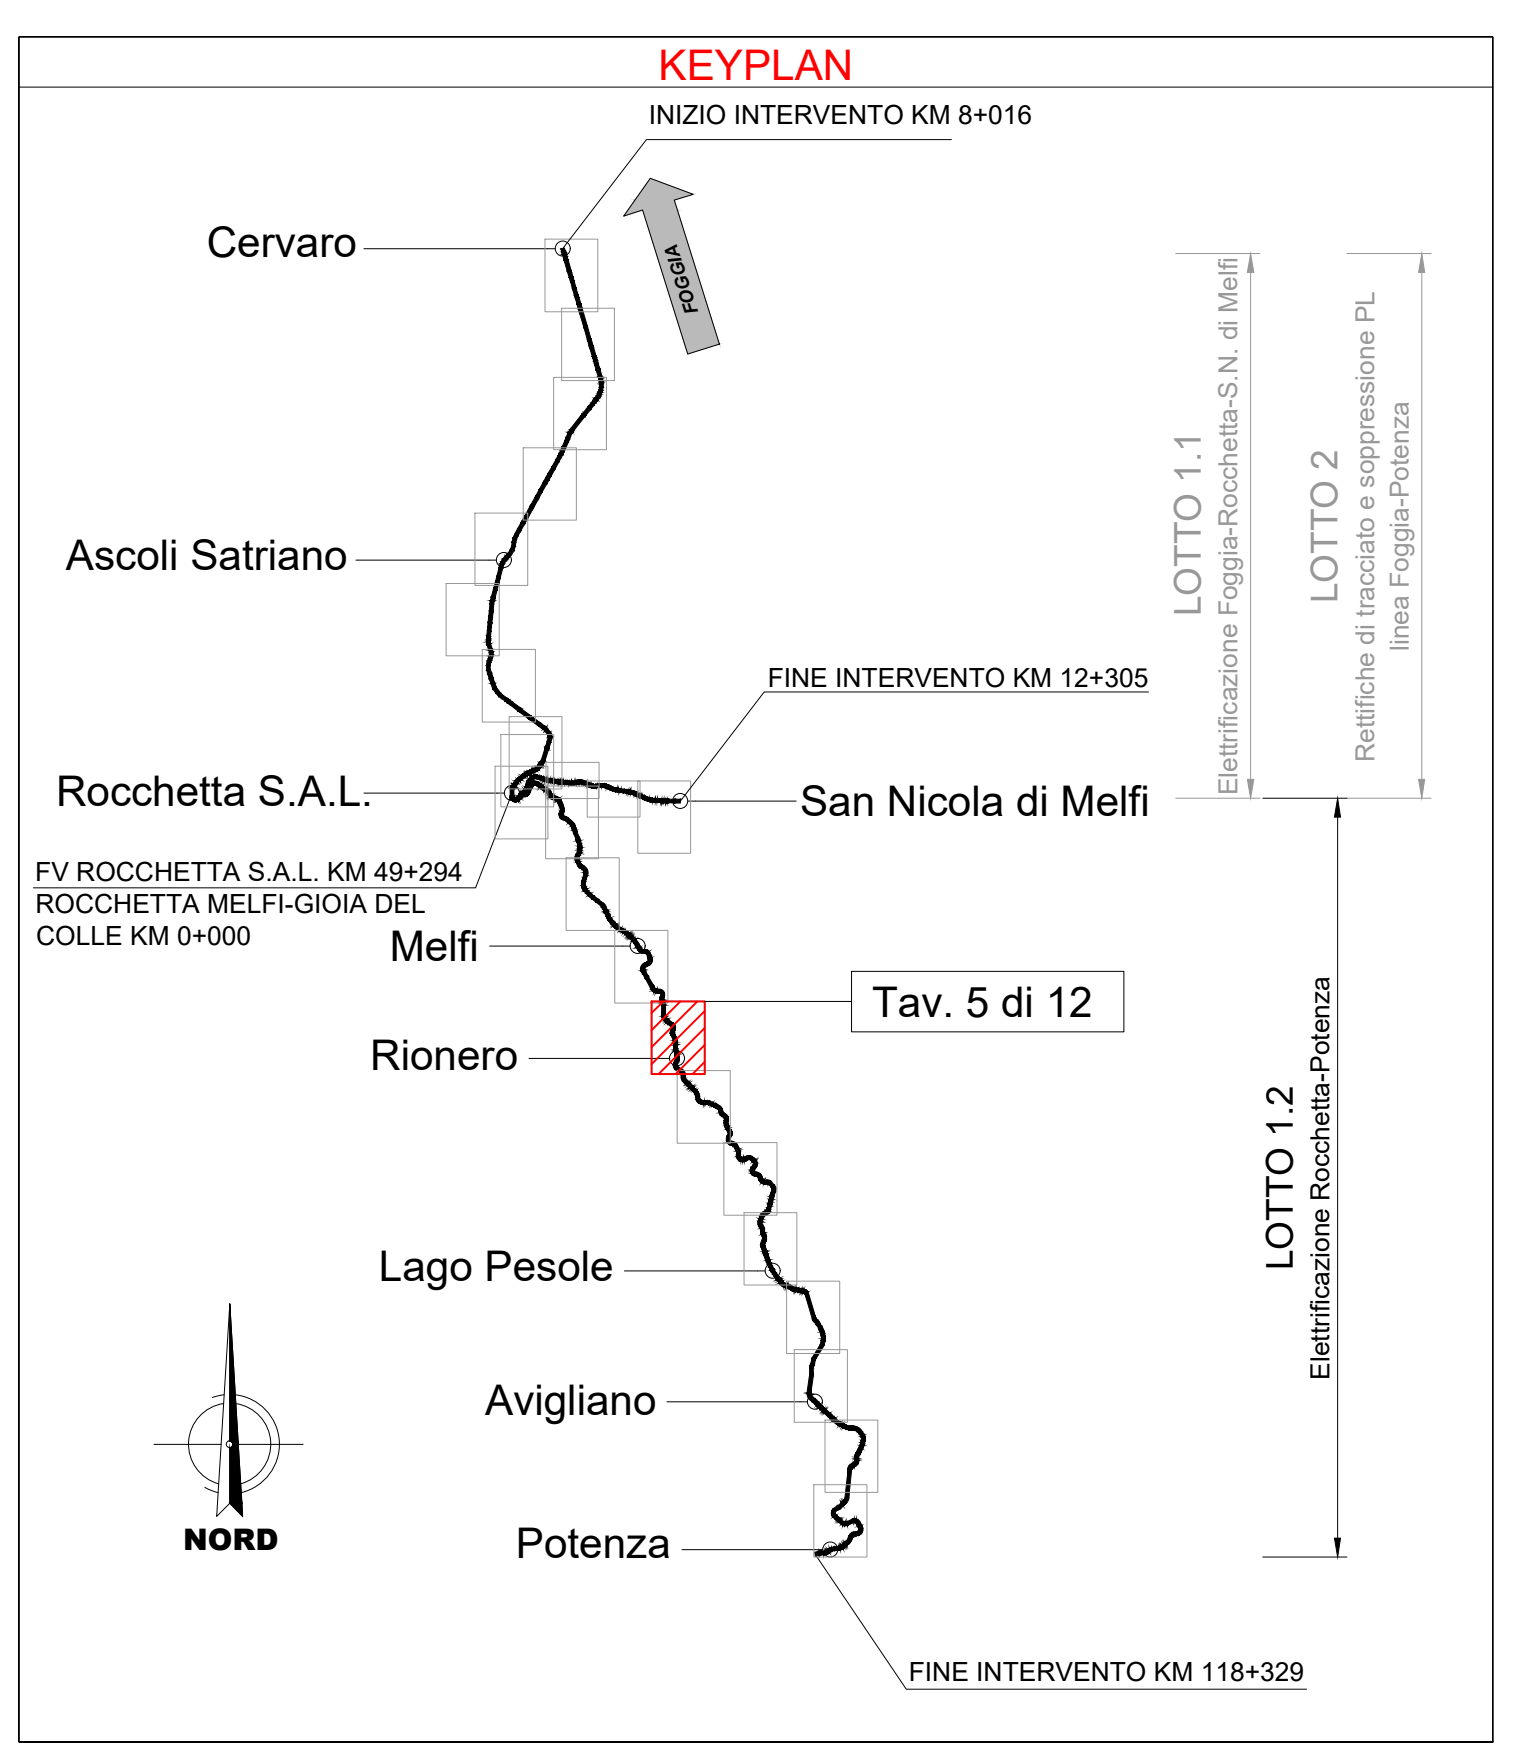 KEYPLAN
INIZIO INTERVENTO KM 8+016
Cervaro
FOGGIA
Ascoli Satriano
LOTTO 1.1
Elettrificazione Foggia-Rocchetta-S.N. di Melfi
LOTTO 2
Rettifiche di tracciato e soppressione PL
linea Foggia-Potenza
FINE INTERVENTO KM 12+305
Rocchetta S.A.L.
San Nicola di Melfi
FV ROCCHETTA S.A.L. KM 49+294
ROCCHETTA MELFI-GIOIA DEL
COLLE KM 0+000
Melfi
Tav. 5 di 12
Rionero
LOTTO 1.2
Elettrificazione Rocchetta-Potenza
Lago Pesole
Avigliano
NORD
Potenza
FINE INTERVENTO KM 118+329